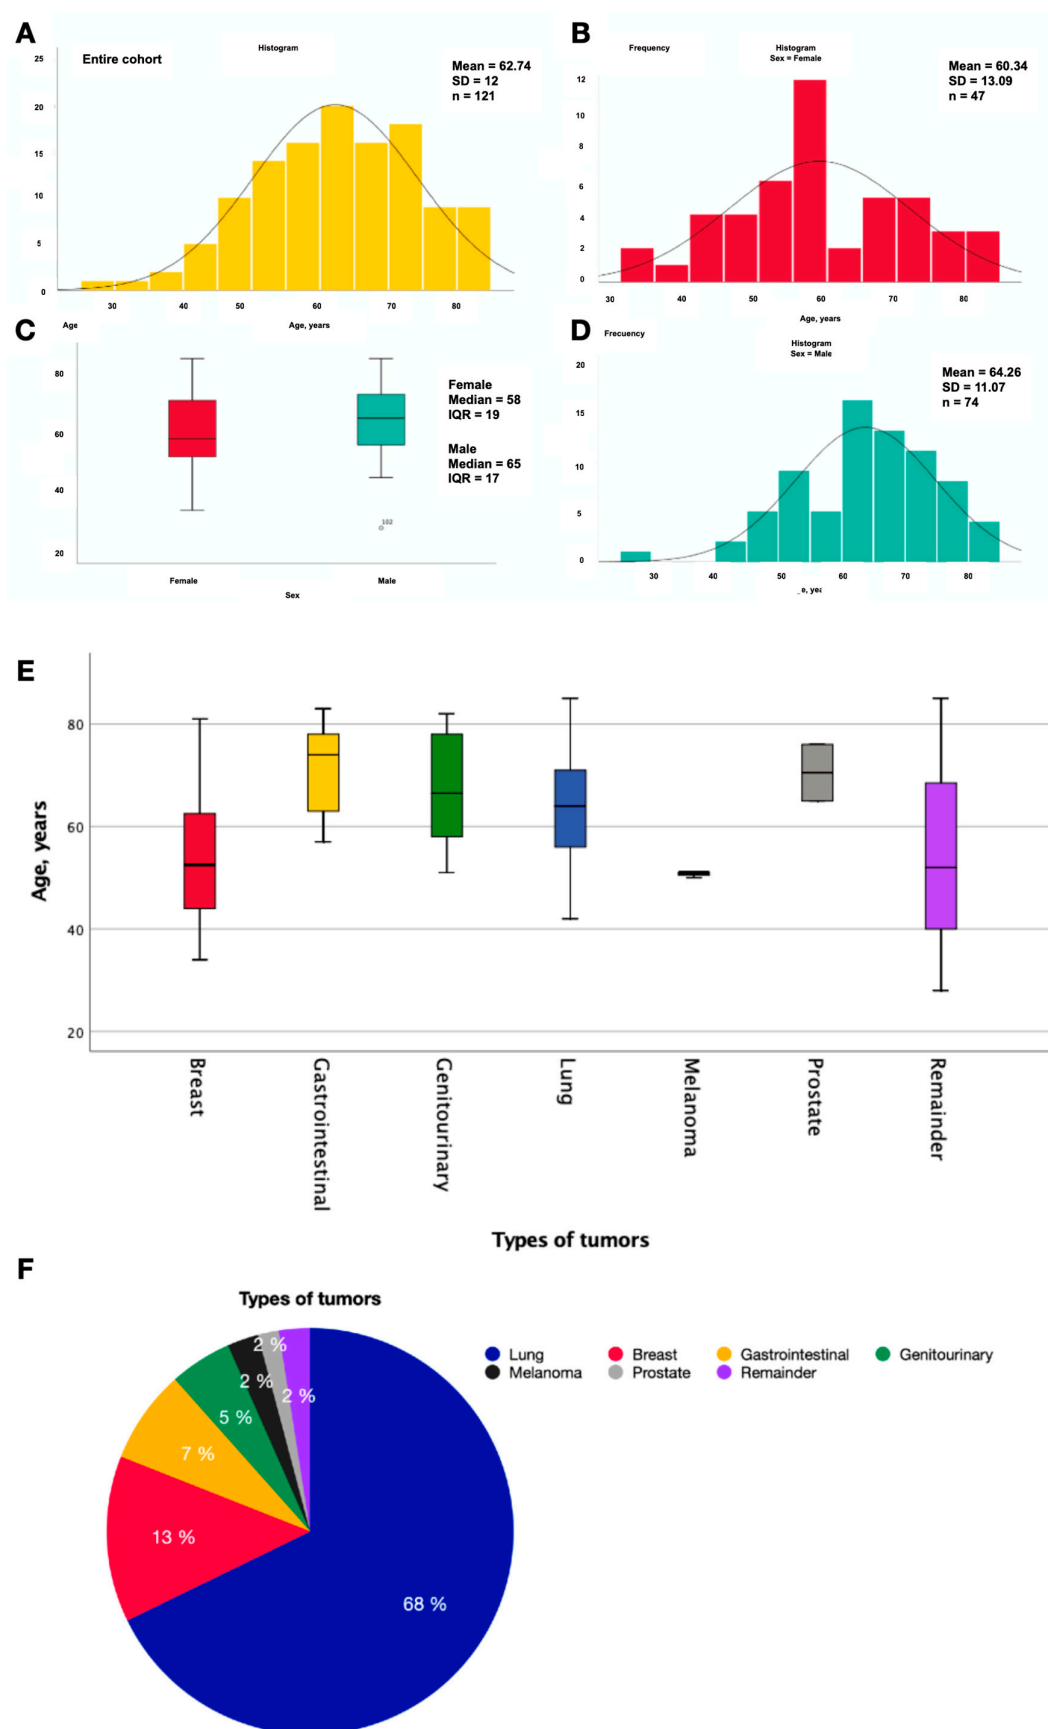 A
Entire cohort
Histogram
Mean = 62.74
SD = 12
n = 121
25
20
15
10
5
0
30 40 50 60 70 80
Age, years
B
Frequency
Histogram
Sex = Female
Mean = 60.34
SD = 13.09
n = 47
12
10
8
6
4
2
0
30 40 50 60 70 80
Age, years
C
Age
80
60
40
20
102
Female
Median = 58
IQR = 19
Male
Median = 65
IQR = 17
Female Male
Sex
D
Frecuency
Histogram
Sex = Male
Mean = 64.26
SD = 11.07
n = 74
20
15
10
5
0
30 40 50 60 70 80
E
Age, years
80
60
40
20
Breast
Gastrointestinal
Genitourinary
Lung
Melanoma
Prostate
Remainder
Types of tumors
F
Types of tumors
2 %
2 %
2 %
5 %
7 %
13 %
68 %
Lung Breast Gastrointestinal Genitourinary
Melanoma Prostate Remainder